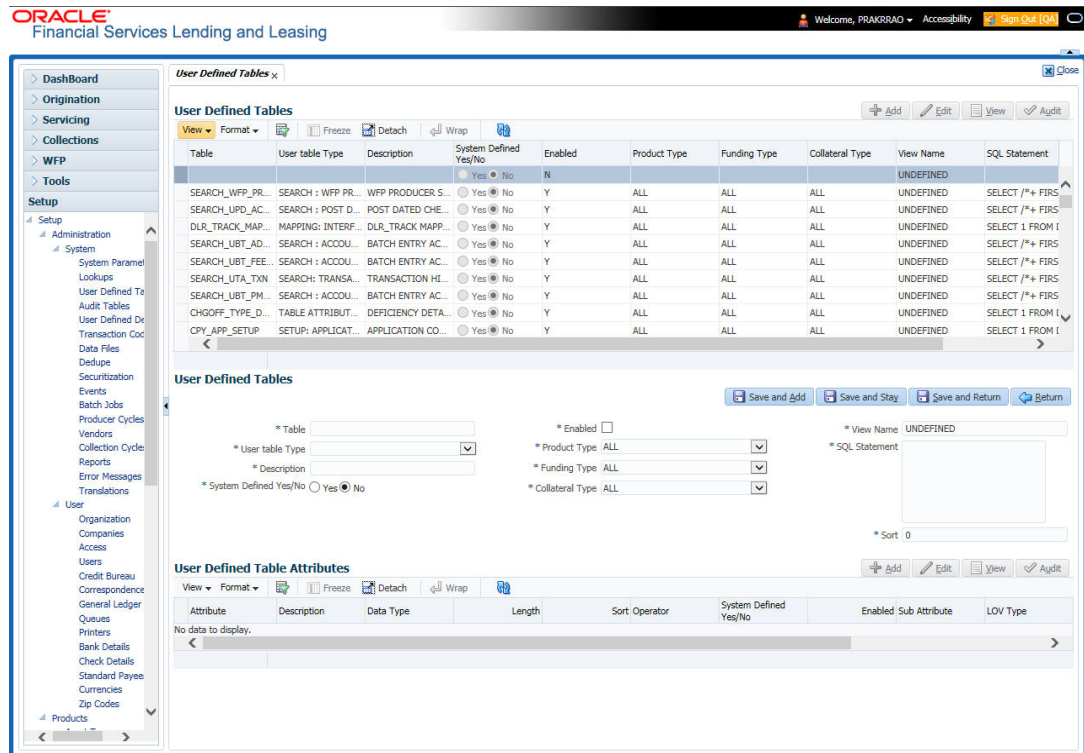 ORACLE
Financial Services Lending and Leasing
Welcome, PRAKRRAO Accessibility Sign Out [QA]
Close
DashBoard
Origination
Servicing
Collections
WFP
Tools
Setup
Setup
Administration
System
System Paramet
Lookups
User Defined Ta
Audit Tables
User Defined De
Transaction Cod
Data Files
Dedupe
Securitization
Events
Batch Jobs
Producer Cycles
Vendors
Collection Cycle
Reports
Error Messages
Translations
User
Organization
Companies
Access
Users
Credit Bureau
Correspondence
General Ledger
Queues
Printers
Bank Details
Check Details
Standard Payee
Currencies
Zip Codes
Products
User Defined Tables
User Defined Tables
Add Edit View Audit
View Format Freeze Detach Wrap
Table User table Type Description System Defined Yes/No Enabled Product Type Funding Type Collateral Type View Name SQL Statement
Yes No N UNDEFINED
SEARCH_WFP_PR... SEARCH : WFP PR... WFP PRODUCER S... Yes No Y ALL ALL ALL UNDEFINED SELECT /*+ FIRS
SEARCH_UPD_AC... SEARCH : POST D... POST DATED CHE... Yes No Y ALL ALL ALL UNDEFINED SELECT /*+ FIRS
DLR_TRACK_MAP... MAPPING: INTERF... DLR_TRACK MAPP... Yes No Y ALL ALL ALL UNDEFINED SELECT 1 FROM D
SEARCH_UBT_AD... SEARCH : ACCOU... BATCH ENTRY AC... Yes No Y ALL ALL ALL UNDEFINED SELECT /*+ FIRS
SEARCH_UBT_FEE... SEARCH : ACCOU... BATCH ENTRY AC... Yes No Y ALL ALL ALL UNDEFINED SELECT /*+ FIRS
SEARCH_UTA_TXN SEARCH: TRANSA... TRANSACTION HI... Yes No Y ALL ALL ALL UNDEFINED SELECT /*+ FIRS
SEARCH_UBT_PM... SEARCH : ACCOU... BATCH ENTRY AC... Yes No Y ALL ALL ALL UNDEFINED SELECT /*+ FIRS
CHGOFF_TYPE_D... TABLE ATTRIBUT... DEFICIENCY DETA... Yes No Y ALL ALL ALL UNDEFINED SELECT 1 FROM D
CPY_APP_SETUP SETUP: APPLICAT... APPLICATION CO... Yes No Y ALL ALL ALL UNDEFINED SELECT 1 FROM D
User Defined Tables
Save and Add Save and Stay Save and Return Return
* Table
* User table Type
* Description
* System Defined Yes/No Yes No
* Enabled
* Product Type ALL
* Funding Type ALL
* Collateral Type ALL
* View Name UNDEFINED
* SQL Statement
* Sort 0
User Defined Table Attributes
Add Edit View Audit
View Format Freeze Detach Wrap
Attribute Description Data Type Length Sort Operator System Defined Yes/No Enabled Sub Attribute LOV Type
No data to display.